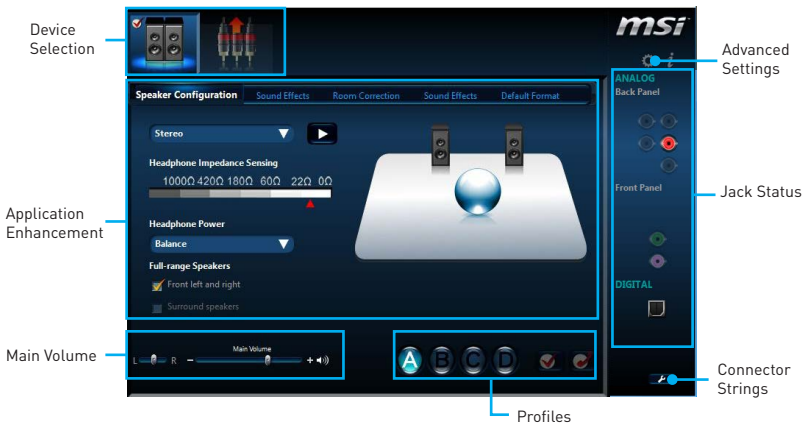 Device
Selection
msi
Advanced
Settings
ANALOG
Back Panel
Speaker Configuration Sound Effects Room Correction Sound Effects Default Format
Stereo
Headphone Impedance Sensing
1000Ω 420Ω 180Ω 60Ω 22Ω 0Ω
Front Panel
Jack Status
Application
Enhancement
Headphone Power
Balance
Full-range Speakers
Front left and right
Surround speakers
DIGITAL
Main Volume
Main Volume
L R - +
A B C D
Profiles
Connector
Strings